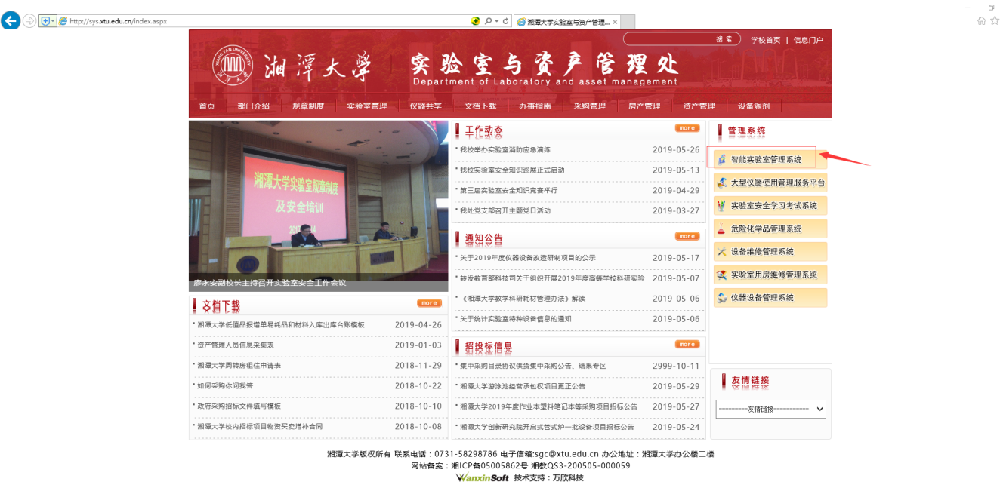 http://sys.xtu.edu.cn/index.aspx
湘潭大学实验室与资产管理... ×
搜 索
学校首页 | 信息门户
XIANG TAN UNIVERSITY
湘潭大学
湘潭大学
实验室与资产管理处
Department of Laboratory and asset management
首页 部门介绍 规章制度 实验室管理 仪器共享 文档下载 办事指南 采购管理 房产管理 资产管理 设备调剂
湘潭大学实验室规章制度
及安全培训
廖永安副校长主持召开实验室安全工作会议
文档下载 more
湘潭大学低值品报增单易耗品和材料入库出库台账模板 2019-04-26
资产管理人员信息采集表 2019-01-03
湘潭大学周转房租住申请表 2018-11-29
如何采购你问我答 2018-10-22
政府采购招标文件填写模板 2018-10-10
湘潭大学校内招标项目物资买卖增补合同 2018-10-08
工作动态 more
我校举办实验室消防应急演练 2019-05-26
我校实验室安全知识巡展正式启动 2019-05-13
第三届实验室安全知识竞赛举行 2019-04-29
我处党支部召开主题党日活动 2019-03-27
通知公告 more
关于2019年度仪器设备改造研制项目的公示 2019-05-17
转发教育部科技司关于组织开展2019年度高等学校科研实验 2019-05-07
《湘潭大学教学科研耗材管理办法》解读 2019-05-06
关于统计实验室特种设备信息的通知 2019-05-06
招投标信息 more
集中采购目录协议供货集中采购公告、结果专区 2999-10-11
湘潭大学游泳池经营承包权项目更正公告 2019-05-29
湘潭大学2019年度作业本塑料笔记本等采购项目招标公告 2019-05-27
湘潭大学创新研究院开启式管式炉一批设备项目招标公告 2019-05-24
管理系统
智能实验室管理系统
大型仪器使用管理服务平台
实验室安全学习考试系统
危险化学品管理系统
设备维修管理系统
实验室用房维修管理系统
仪器设备管理系统
友情链接
---------友情链接-----------
湘潭大学版权所有 联系电话：0731-58298786 电子信箱:sgc@xtu.edu.cn 办公地址：湘潭大学办公楼二楼
网站备案：湘ICP备05005862号 湘教QS3-200505-000059
WanxinSoft 技术支持：万欣科技